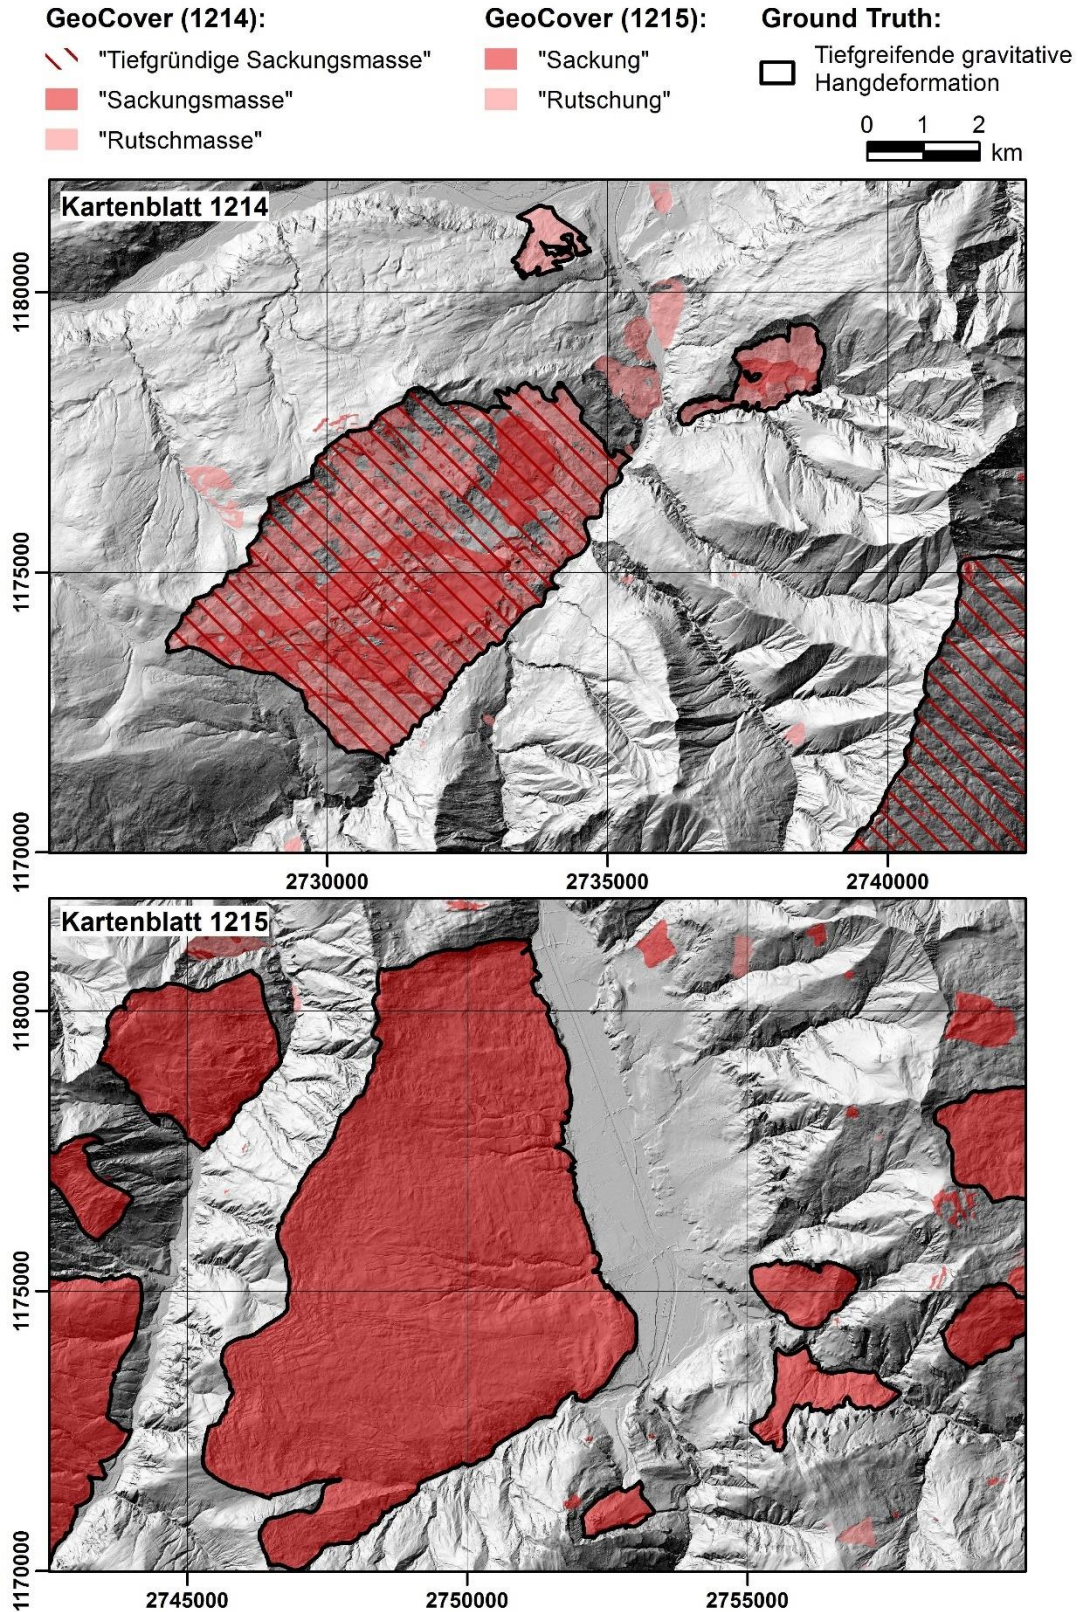 GeoCover (1214):
"Tiefgründige Sackungsmasse"
"Sackungsmasse"
"Rutschmasse"
GeoCover (1215):
"Sackung"
"Rutschung"
Ground Truth:
Tiefgreifende gravitative
Hangdeformation
0 1 2
km
Kartenblatt 1214
1180000
1175000
1170000
2730000 2735000 2740000
Kartenblatt 1215
1180000
1175000
1170000
2745000 2750000 2755000